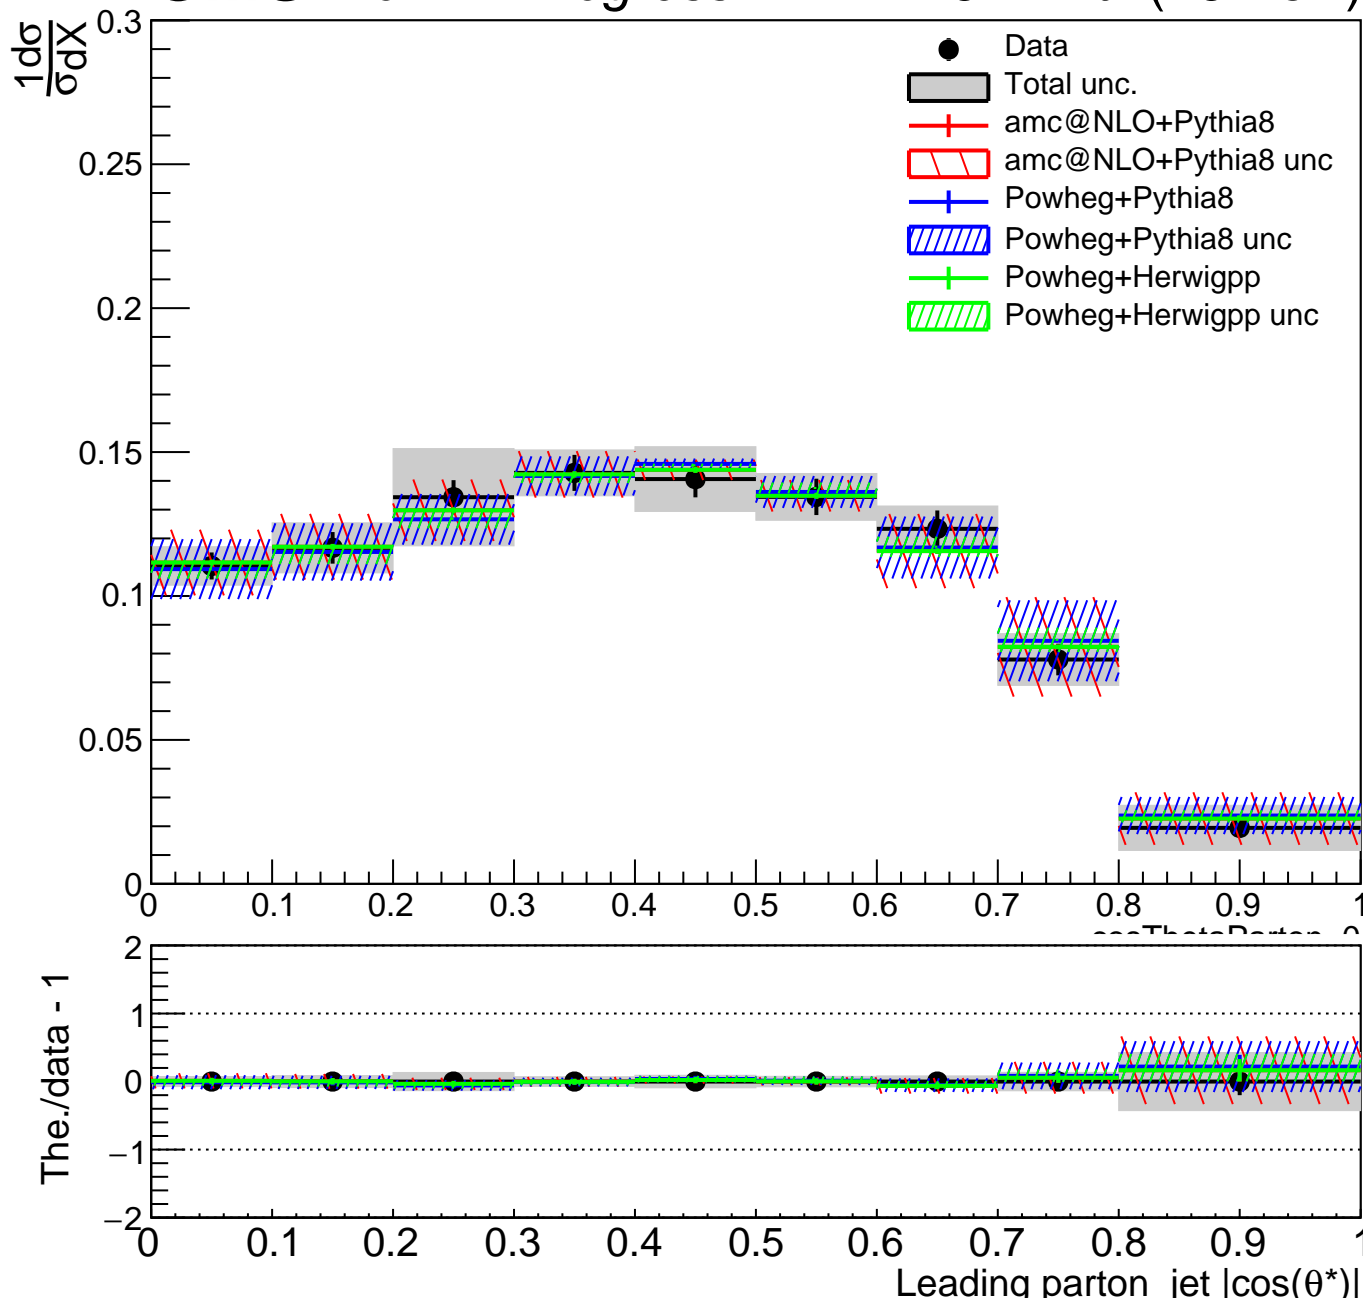 0.3
1dσ
σdX
Data
Total unc.
amc@NLO+Pythia8
amc@NLO+Pythia8 unc
Powheg+Pythia8
Powheg+Pythia8 unc
Powheg+Herwigpp
Powheg+Herwigpp unc
0.25
0.2
0.15
0.1
0.05
0
0 0.1 0.2 0.3 0.4 0.5 0.6 0.7 0.8 0.9 1
The./data - 1
2
1
0
−1
−2
0 0.1 0.2 0.3 0.4 0.5 0.6 0.7 0.8 0.9
Leading parton jet |cos(θ*)|